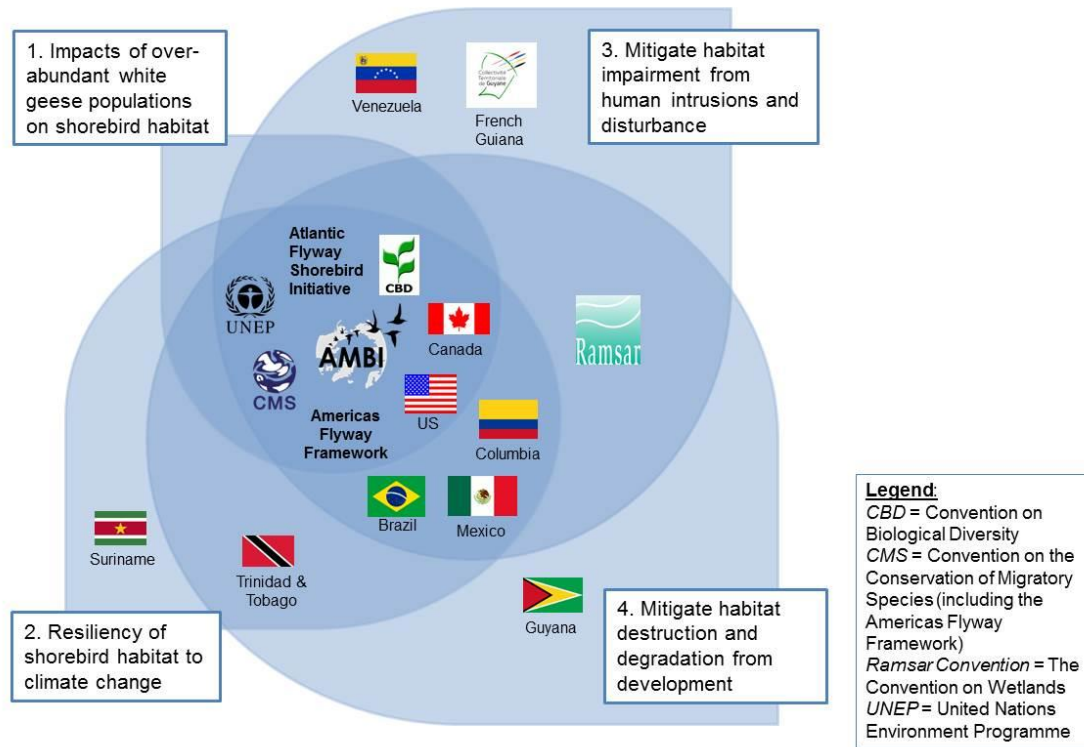 1. Impacts of over-
abundant white
geese populations
on shorebird habitat
Venezuela
Collectivité
Territoriale
de Guyane
French
Guiana
3. Mitigate habitat
impairment from
human intrusions and
disturbance
Atlantic
Flyway
Shorebird
Initiative
CBD
UNEP
AMBI
Canada
Ramsar
CMS
US
Americas
Flyway
Framework
Columbia
Brazil
Mexico
Suriname
Trinidad &
Tobago
Guyana
2. Resiliency of
shorebird habitat to
climate change
4. Mitigate habitat
destruction and
degradation from
development
Legend:
CBD = Convention on
Biological Diversity
CMS = Convention on the
Conservation of Migratory
Species (including the
Americas Flyway
Framework)
Ramsar Convention = The
Convention on Wetlands
UNEP = United Nations
Environment Programme